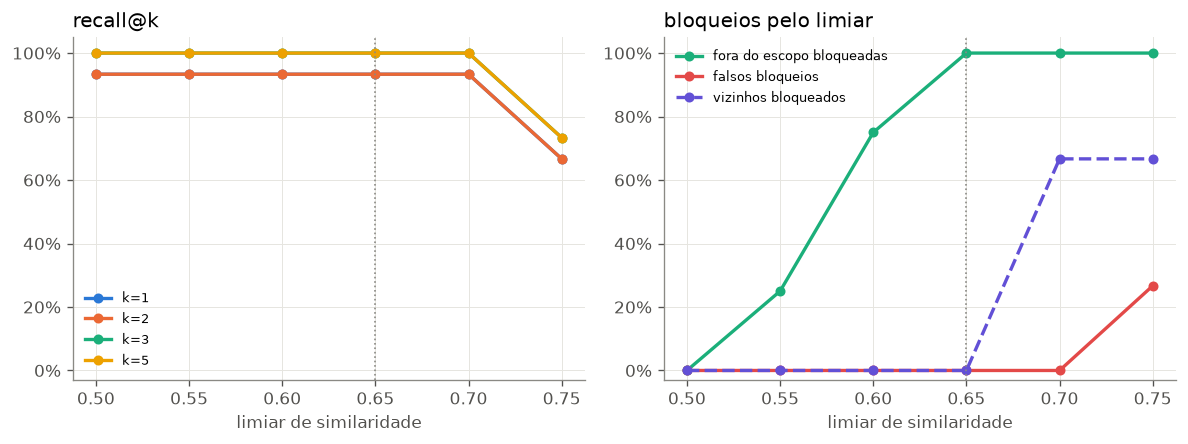 recall@k
100%
80%
60%
40%
20%
0%
k=1
k=2
k=3
k=5
0.50 0.55 0.60 0.65 0.70 0.75
limiar de similaridade
bloqueios pelo limiar
100%
80%
60%
40%
20%
0%
fora do escopo bloqueadas
falsos bloqueios
vizinhos bloqueados
0.50 0.55 0.60 0.65 0.70 0.75
limiar de similaridade